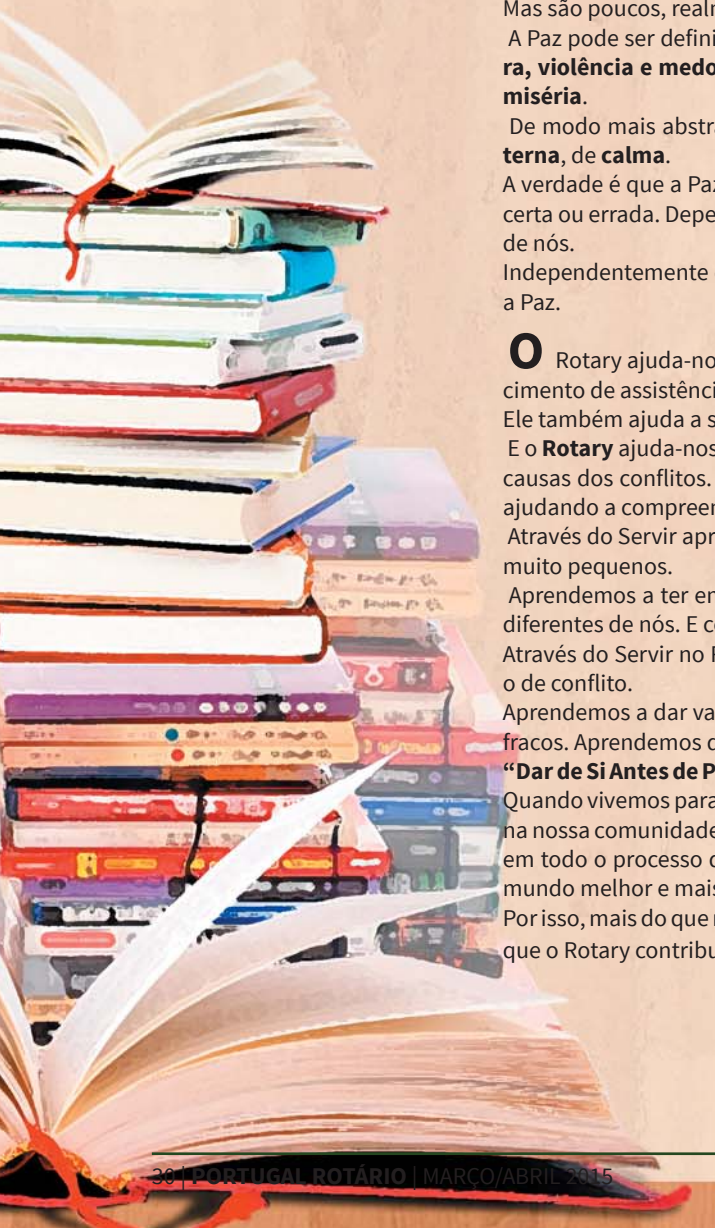 Mas são poucos, realm
A Paz pode ser defini
ra, violência e medo
miséria.
De modo mais abstra
terna, de calma.
A verdade é que a Paz
certa ou errada. Depe
de nós.
Independentemente
a Paz.
O Rotary ajuda-no
cimento de assistênci
Ele também ajuda a s
E o Rotary ajuda-nos
causas dos conflitos.
ajudando a compreen
Através do Servir apr
muito pequenos.
Aprendemos a ter en
diferentes de nós. E co
Através do Servir no R
o de conflito.
Aprendemos a dar va
fracos. Aprendemos q
“Dar de Si Antes de P
Quando vivemos para
na nossa comunidade
em todo o processo d
mundo melhor e mais
Por isso, mais do que
que o Rotary contribu
30 | PORTUGAL ROTÁRIO | MARÇO/ABRIL 2015